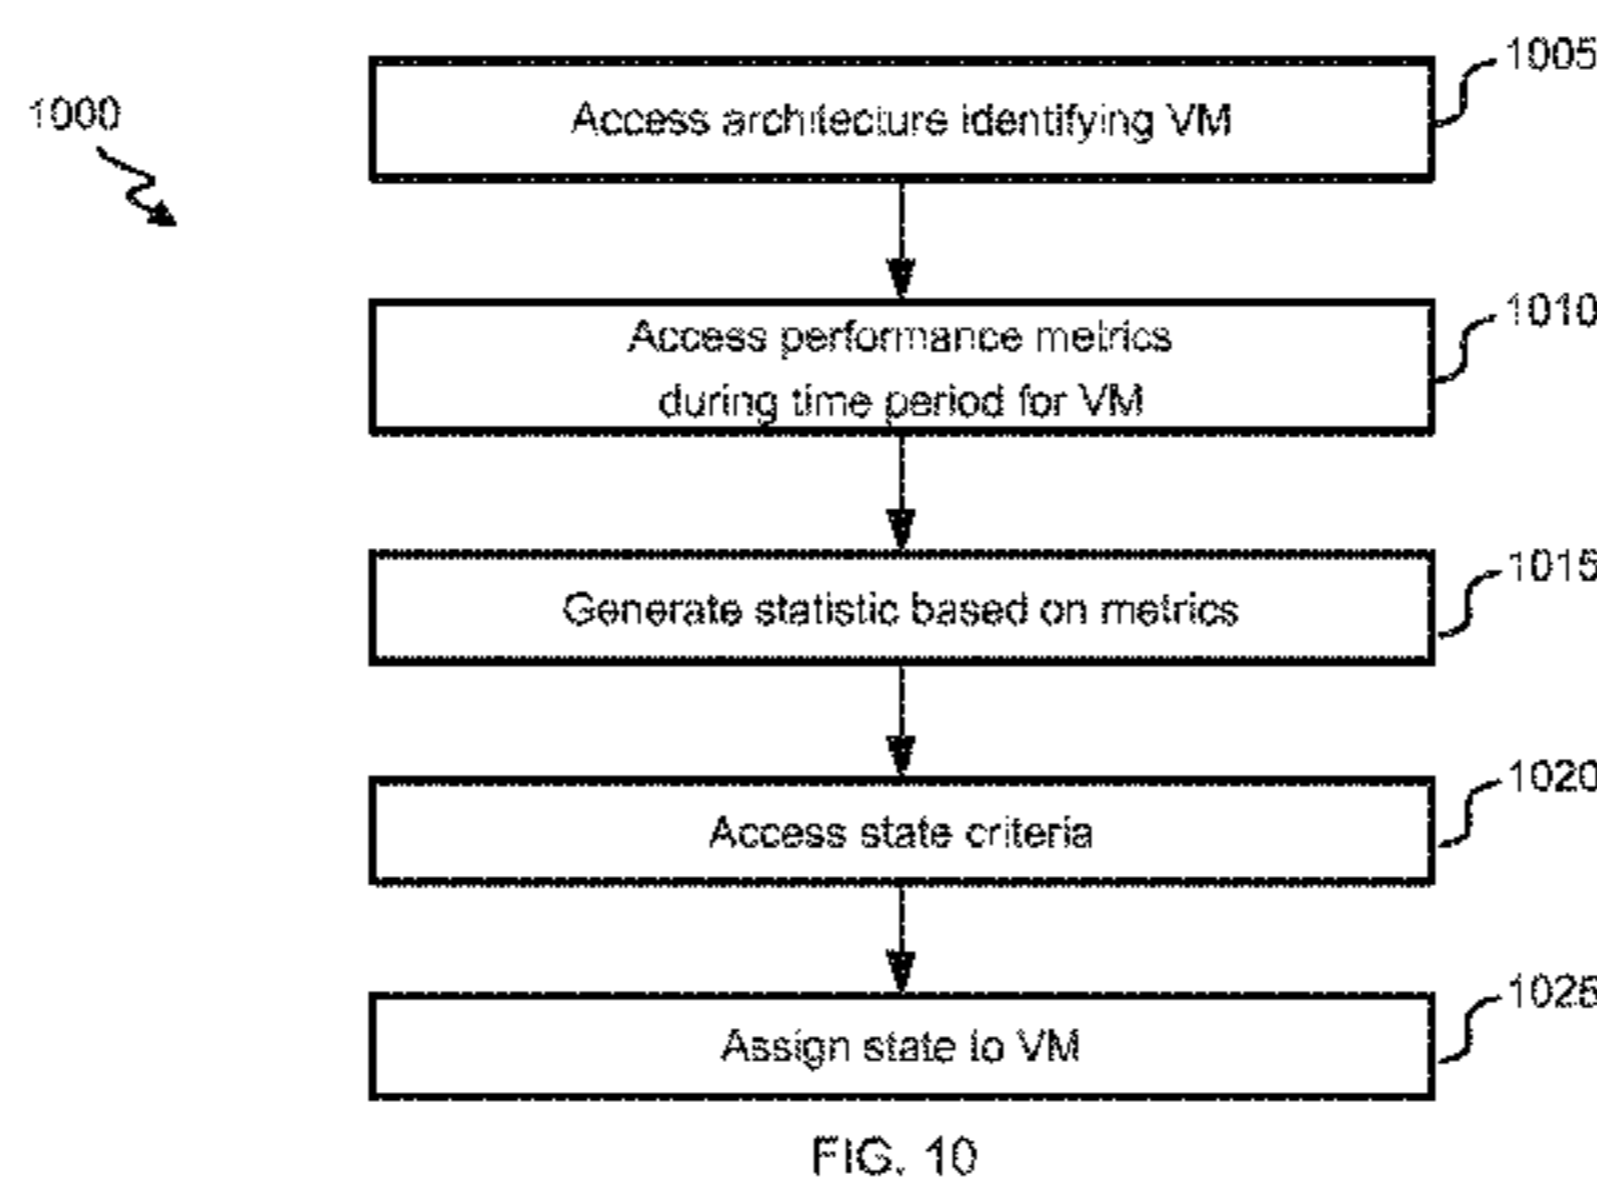 1005
1000
Access architecture identifying VM
1010
Access performance metrics
during time period for VM
1015
Generate statistic based on metrics
1020
Access state criteria
1025
Assign state to VM
FIG. 10